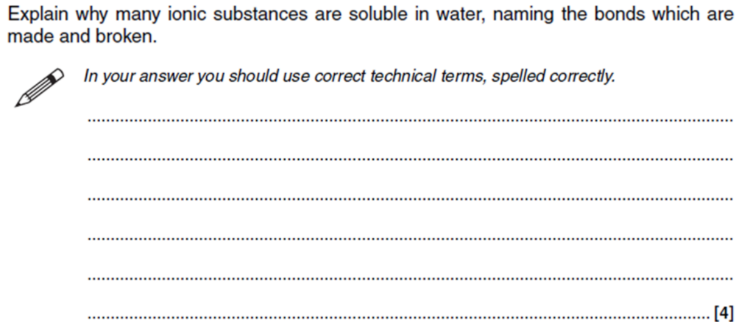 Explain why many ionic substances are soluble in water, naming the bonds which are
made and broken.
In your answer you should use correct technical terms, spelled correctly.
[4]